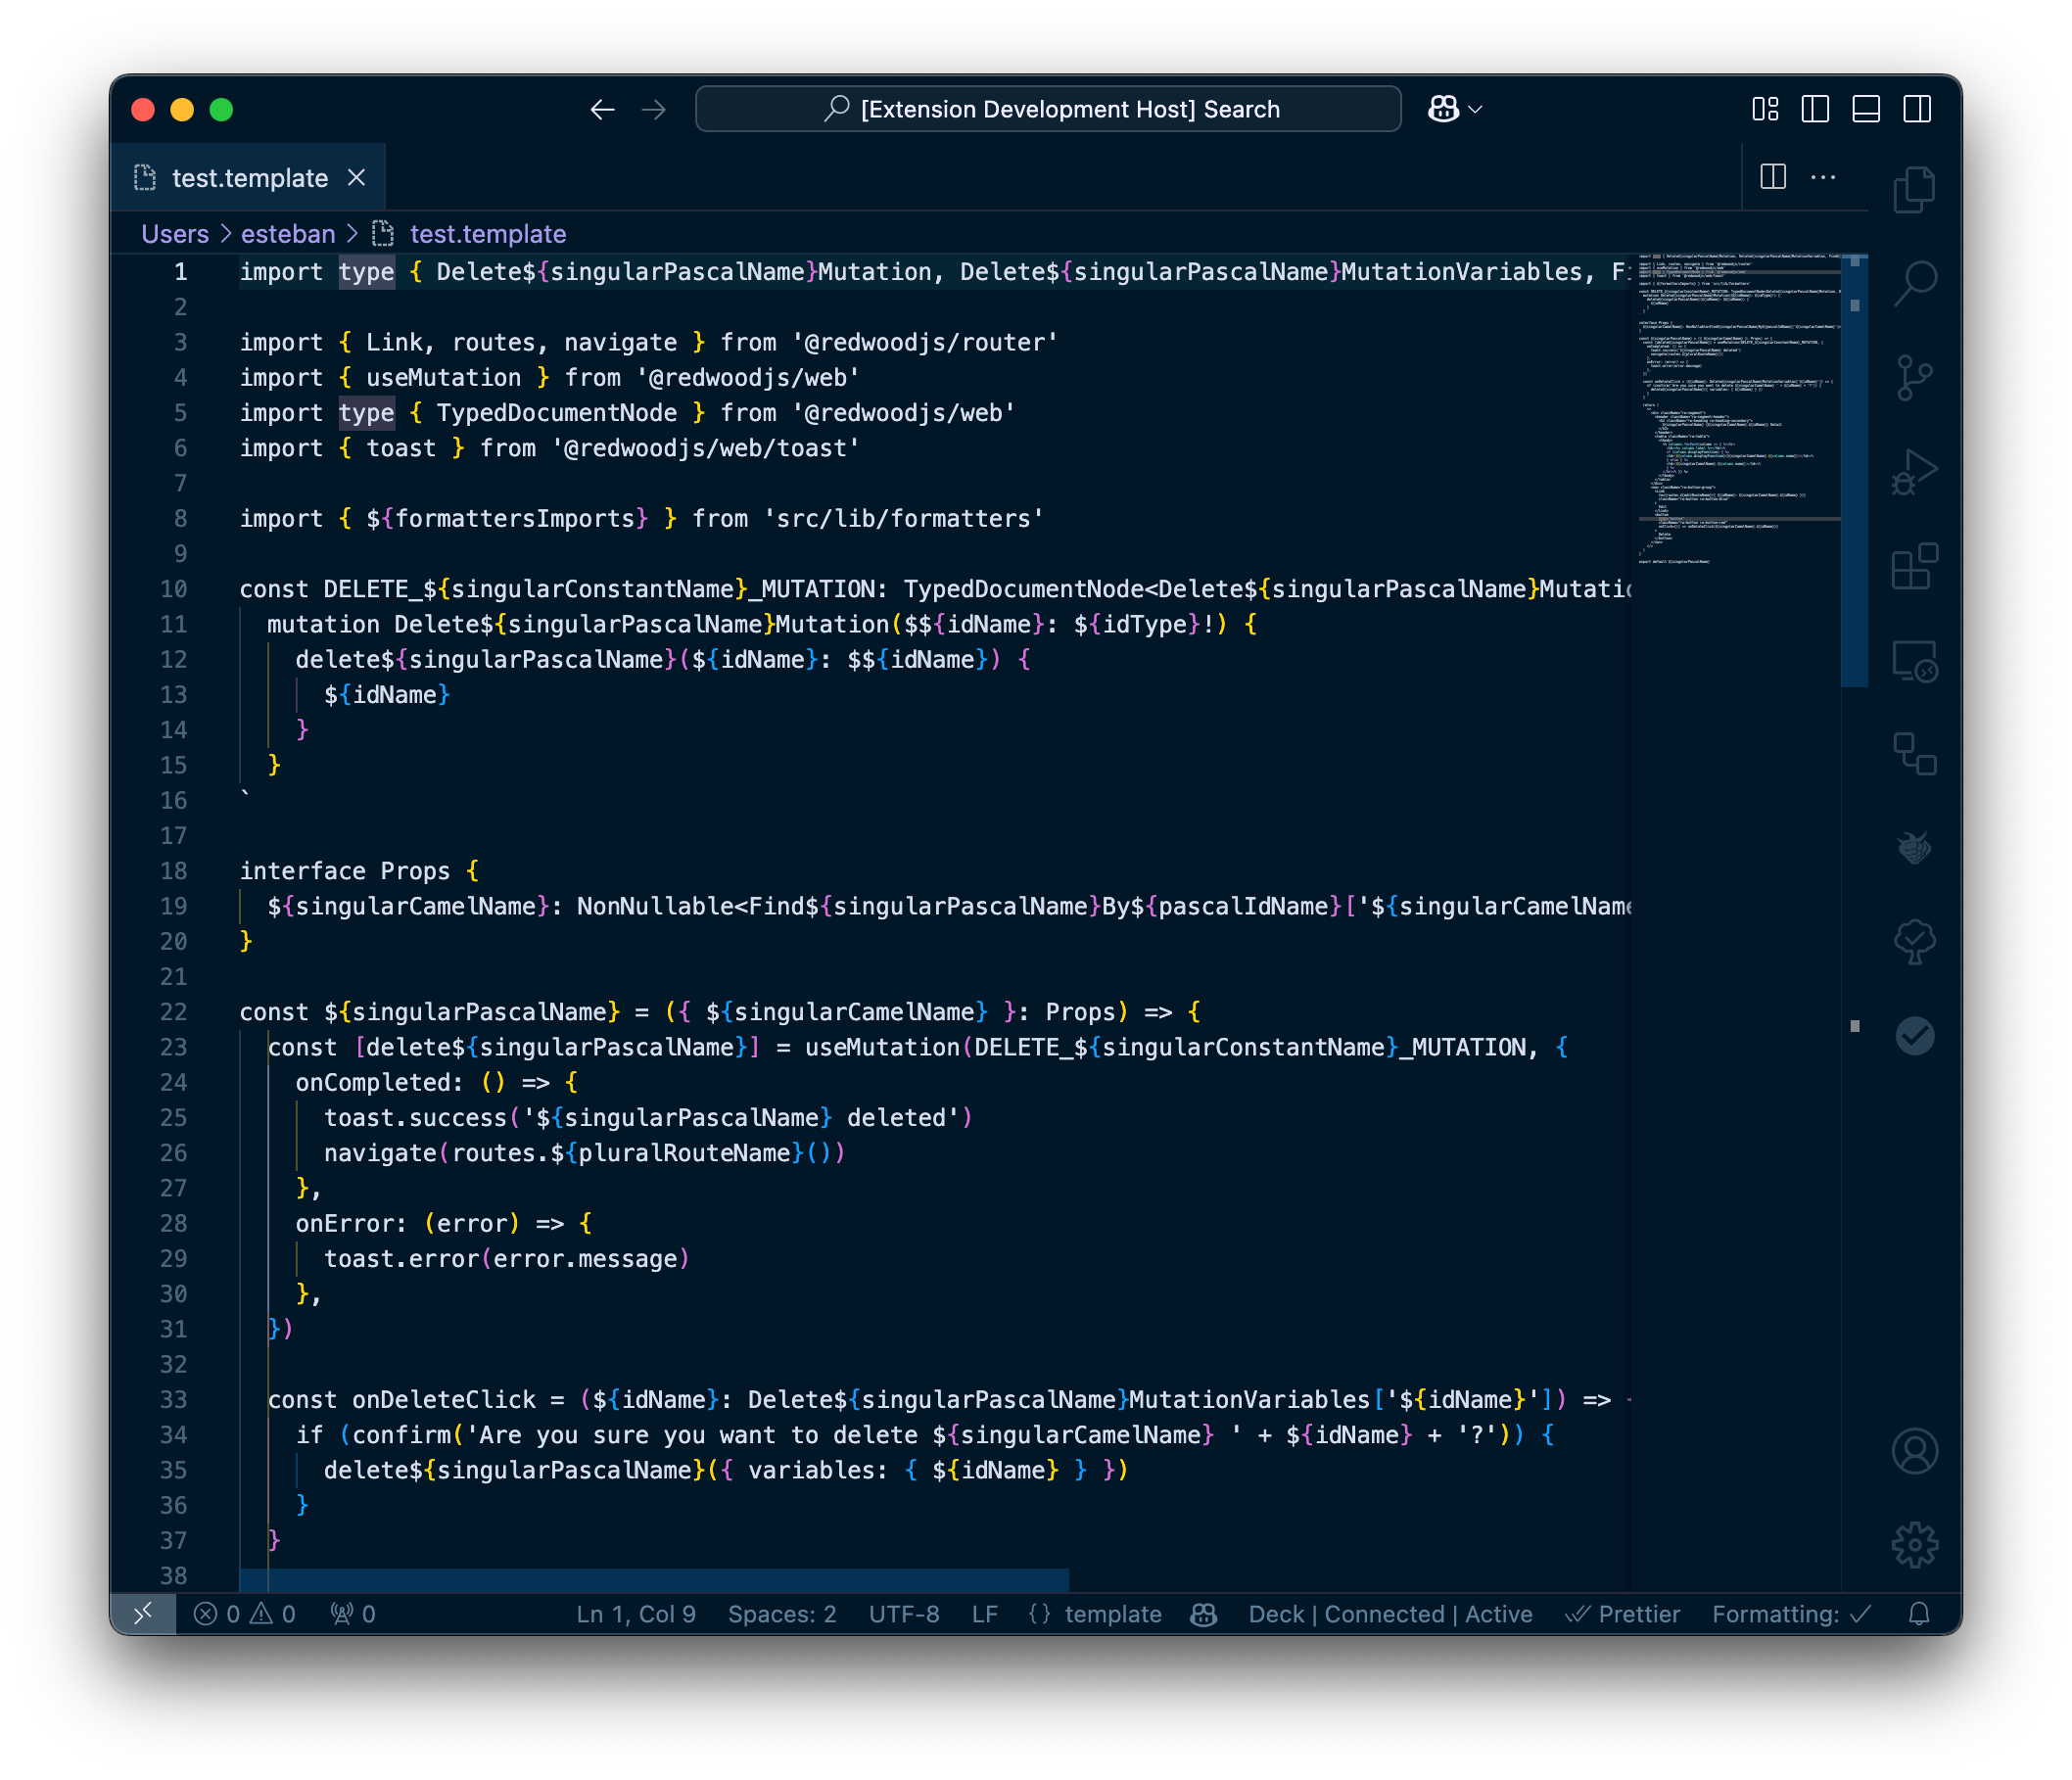 [Extension Development Host] Search
test.template
Users > esteban > test.template
1 import type { Delete${singularPascalName}Mutation, Delete${singularPascalName}MutationVariables, Fi
2
3 import { Link, routes, navigate } from '@redwoodjs/router'
4 import { useMutation } from '@redwoodjs/web'
5 import type { TypedDocumentNode } from '@redwoodjs/web'
6 import { toast } from '@redwoodjs/web/toast'
7
8 import { ${formattersImports} } from 'src/lib/formatters'
9
10 const DELETE_${singularConstantName}_MUTATION: TypedDocumentNode<Delete${singularPascalName}Mutatio
11 mutation Delete${singularPascalName}Mutation($${idName}: ${idType}!) {
12 delete${singularPascalName}(${idName}: $${idName}) {
13 ${idName}
14 }
15 }
16 `
17
18 interface Props {
19 ${singularCamelName}: NonNullable<Find${singularPascalName}By${pascalIdName}['${singularCamelName
20 }
21
22 const ${singularPascalName} = ({ ${singularCamelName} }: Props) => {
23 const [delete${singularPascalName}] = useMutation(DELETE_${singularConstantName}_MUTATION, {
24 onCompleted: () => {
25 toast.success('${singularPascalName} deleted')
26 navigate(routes.${pluralRouteName}())
27 },
28 onError: (error) => {
29 toast.error(error.message)
30 },
31 })
32
33 const onDeleteClick = (${idName}: Delete${singularPascalName}MutationVariables['${idName}']) => {
34 if (confirm('Are you sure you want to delete ${singularCamelName} ' + ${idName} + '?')) {
35 delete${singularPascalName}({ variables: { ${idName} } })
36 }
37 }
38
0 0 0 Ln 1, Col 9 Spaces: 2 UTF-8 LF {} template Deck | Connected | Active Prettier Formatting: